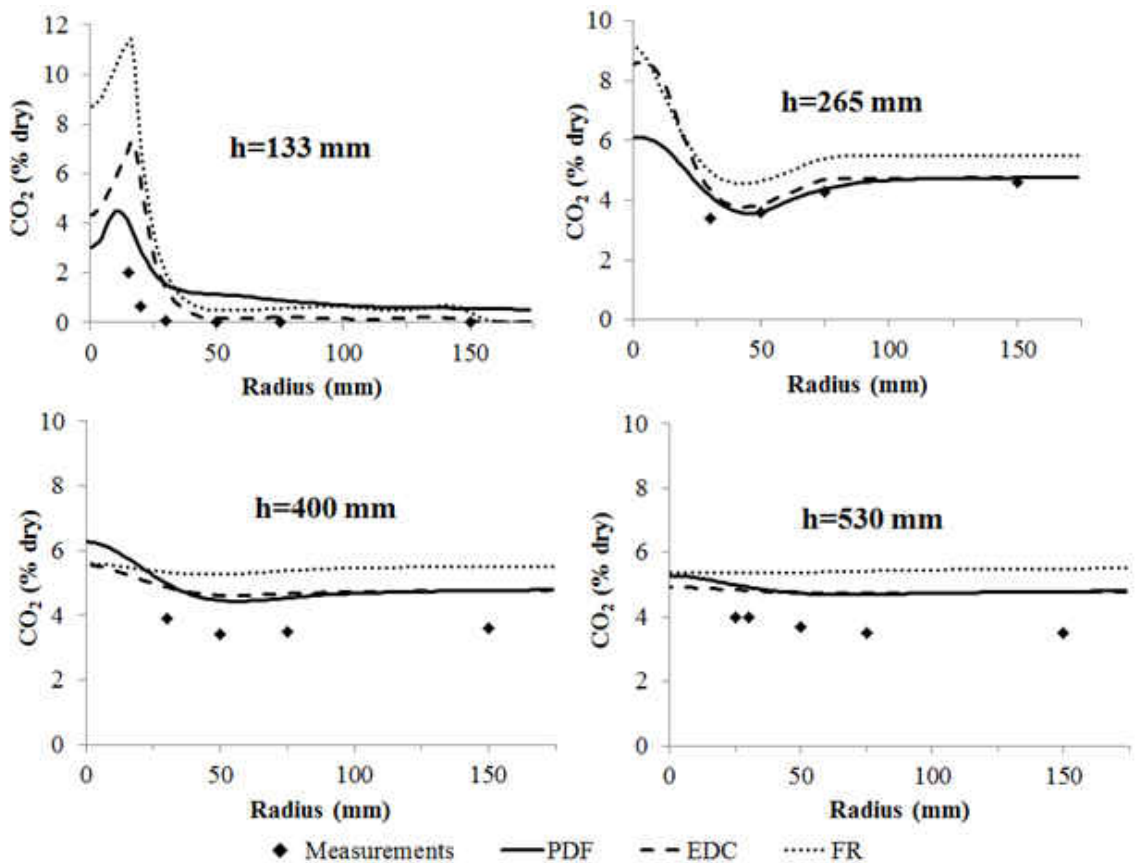 12
10
8
6
4
2
0
CO₂ (% dry)
h=133 mm
0 50 100 150
Radius (mm)
10
8
6
4
2
0
CO₂ (% dry)
h=265 mm
0 50 100 150
Radius (mm)
10
8
6
4
2
0
CO₂ (% dry)
h=400 mm
0 50 100 150
Radius (mm)
10
8
6
4
2
0
CO₂ (% dry)
h=530 mm
0 50 100 150
Radius (mm)
Measurements PDF EDC FR